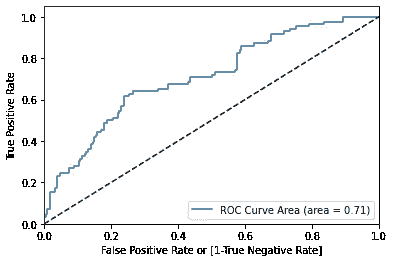 1.0
0.8
0.6
0.4
0.2
0.0
True Positive Rate
ROC Curve Area (area = 0.71)
0.0 0.2 0.4 0.6 0.8 1.0
False Positive Rate or [1-True Negative Rate]